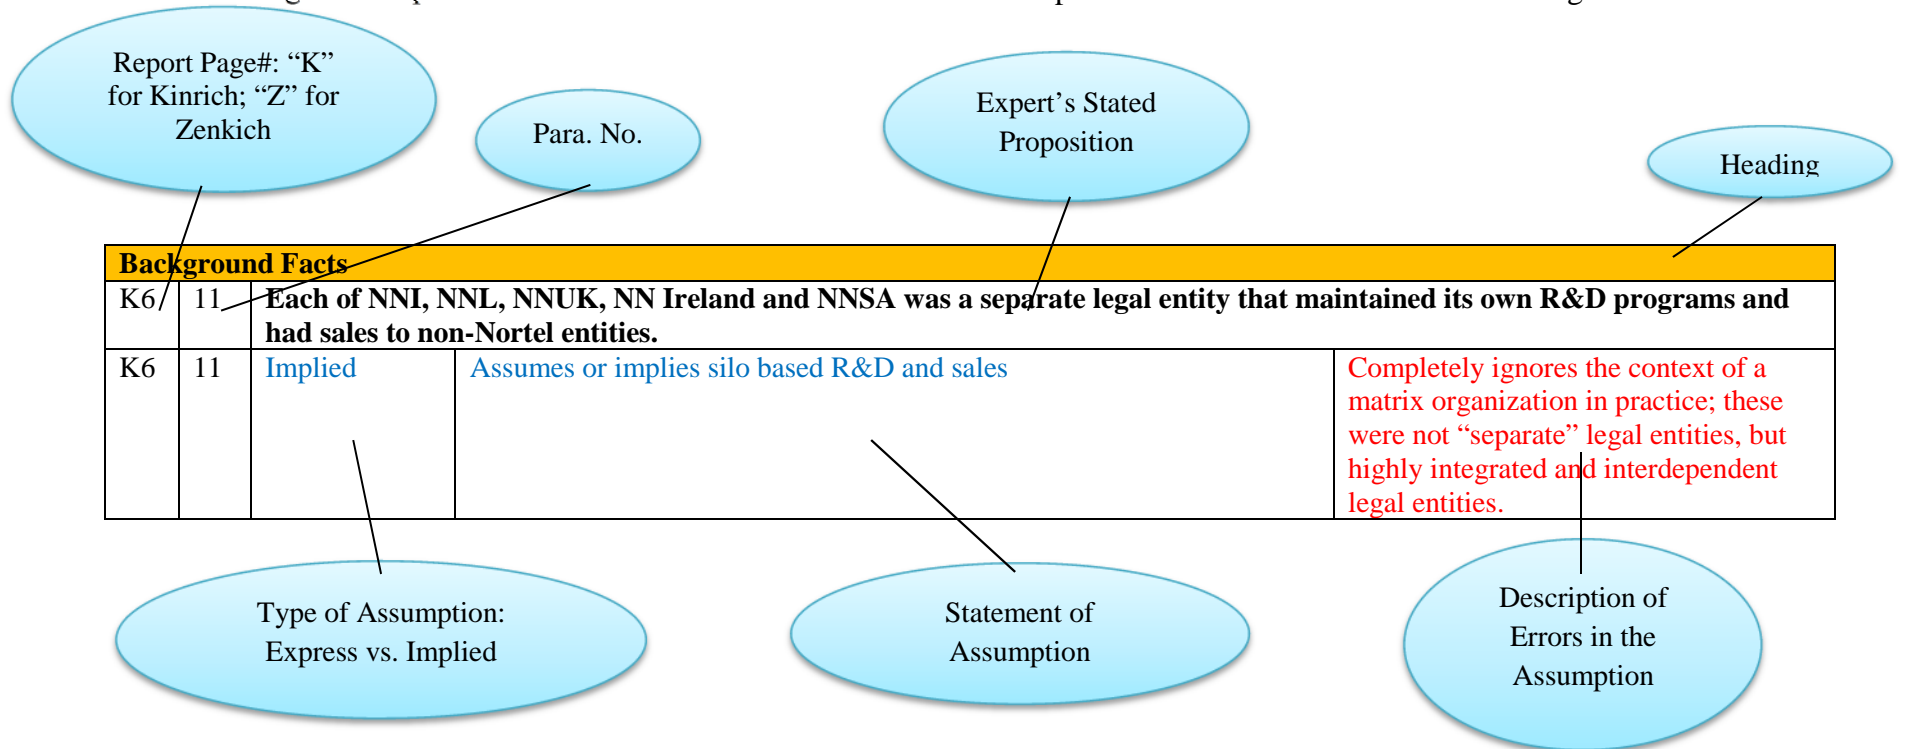 Report Page#: “K”
for Kinrich; “Z” for
Zenkich
Para. No.
Expert’s Stated
Proposition
Heading
Background Facts
K6 11 Each of NNI, NNL, NNUK, NN Ireland and NNSA was a separate legal entity that maintained its own R&D programs and
had sales to non-Nortel entities.
K6 11 Implied Assumes or implies silo based R&D and sales
Completely ignores the context of a
matrix organization in practice; these
were not “separate” legal entities, but
highly integrated and interdependent
legal entities.
Type of Assumption:
Express vs. Implied
Statement of
Assumption
Description of
Errors in the
Assumption